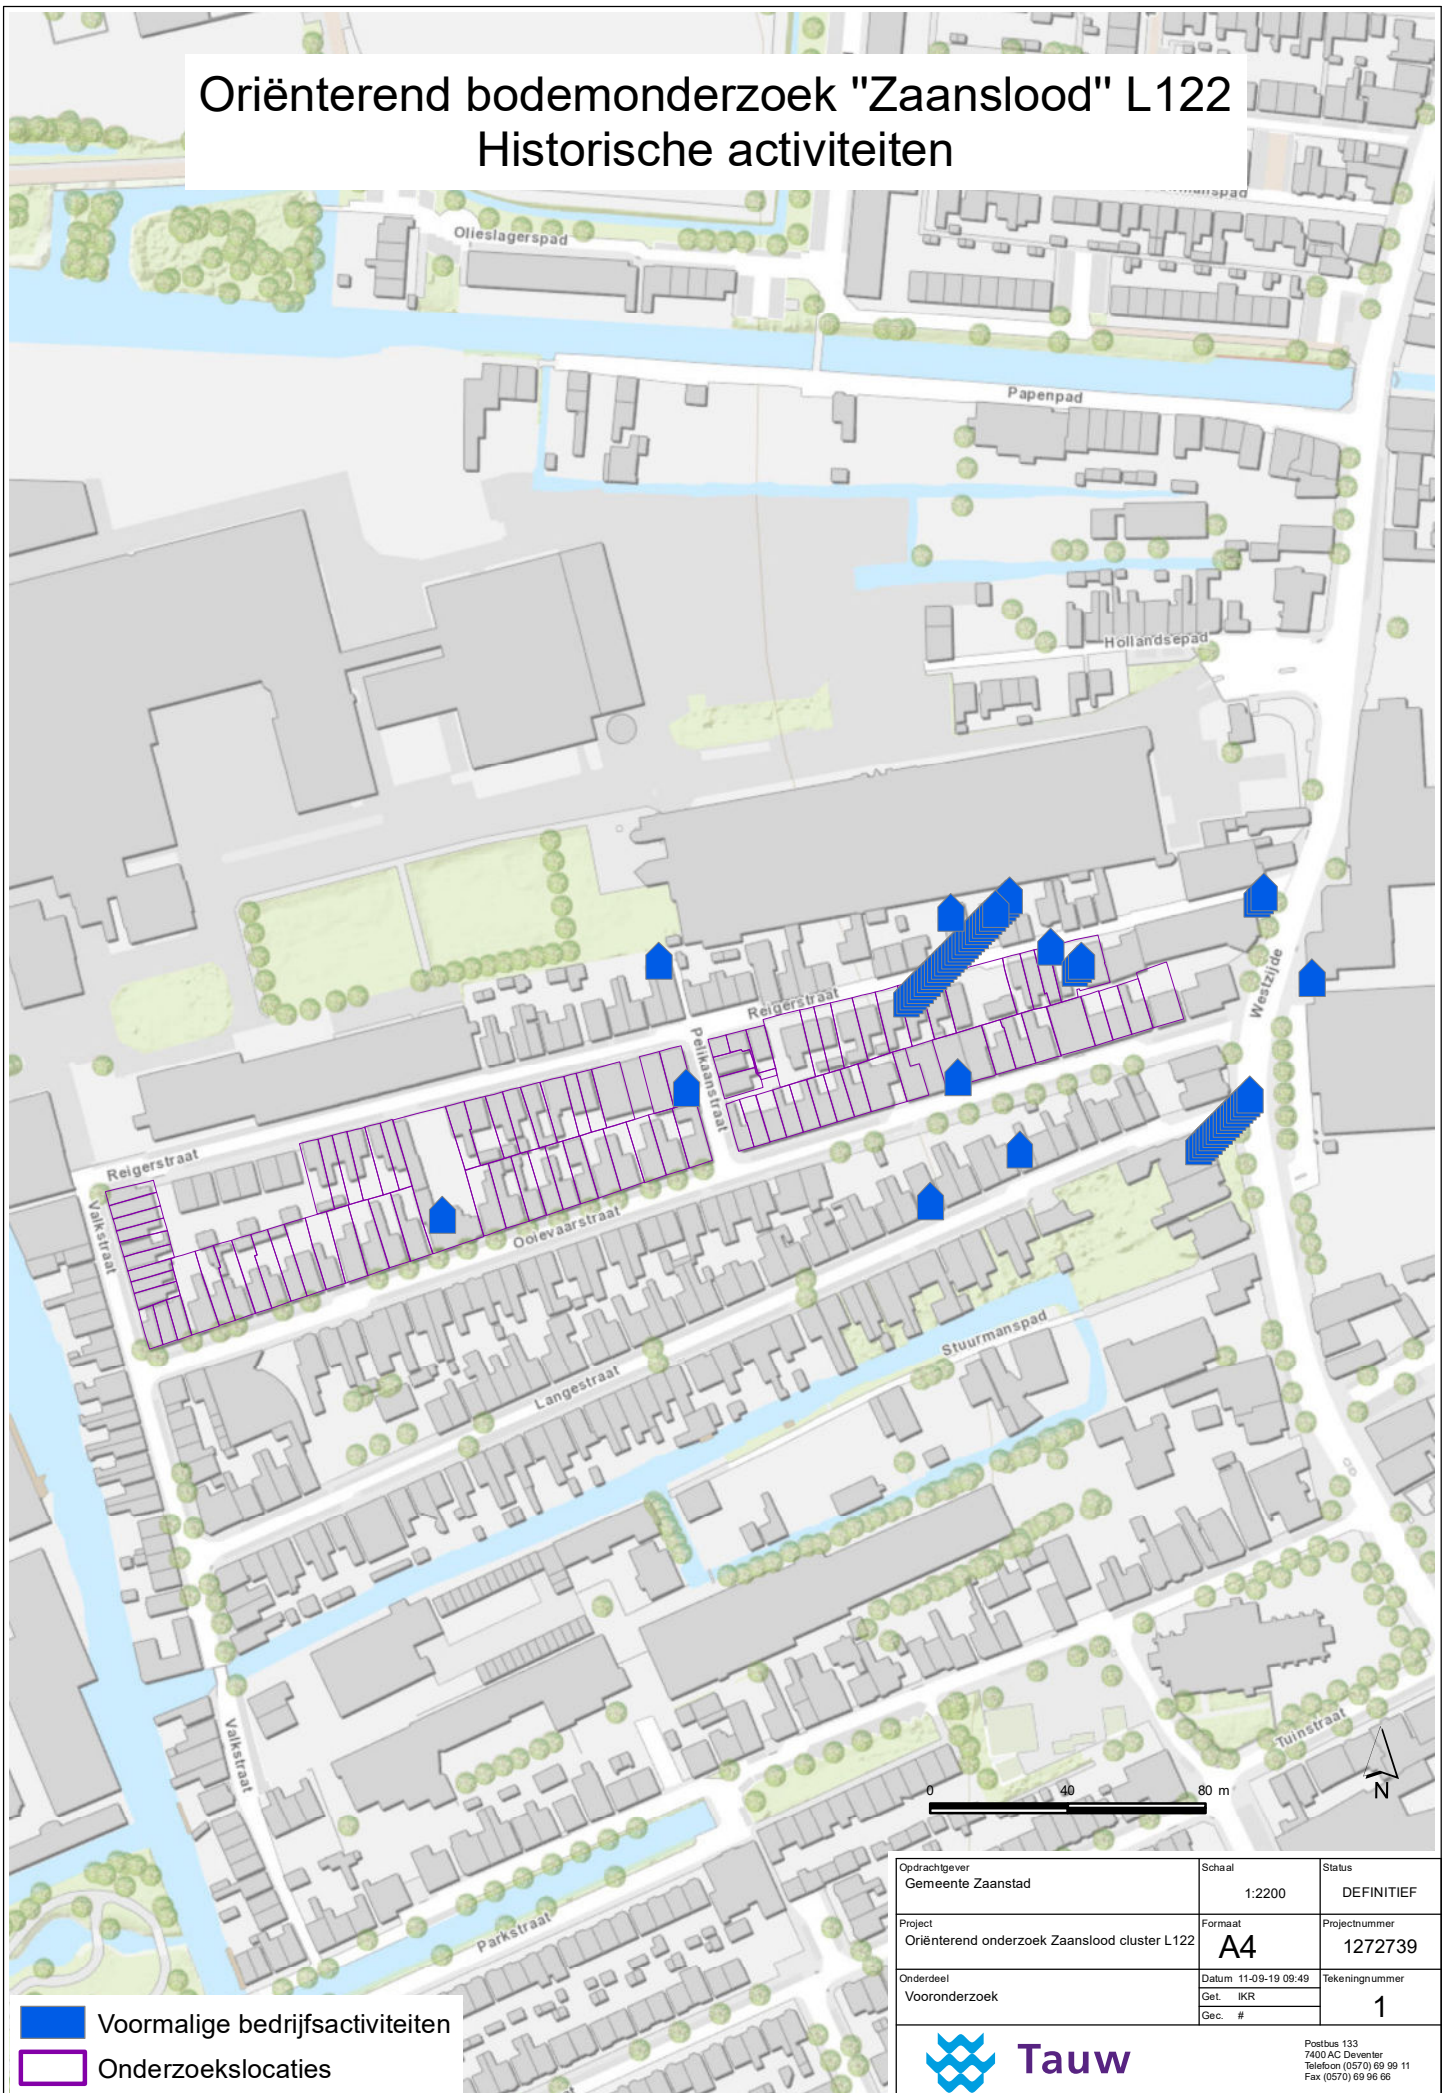 Oriënterend bodemonderzoek "Zaanslood" L122
Historische activiteiten
Olieslagerspad
Papenpad
Hollandsepad
Westzijde
Reigerstraat
Pelikaanstraat
Reigerstraat
Valkstraat
Ooievaarstraat
Langestraat
Stuurmanspad
Valkstraat
Tuinstraat
Parkstraat
0 40 80 m
N
Opdrachtgever
Gemeente Zaanstad
Schaal
1:2200
Status
DEFINITIEF
Project
Oriënterend onderzoek Zaanslood cluster L122
Formaat
A4
Projectnummer
1272739
Onderdeel
Vooronderzoek
Datum 11-09-19 09:49
Get. IKR
Gec. #
Tekeningnummer
1
Tauw
Postbus 133
7400 AC Deventer
Telefoon (0570) 69 99 11
Fax (0570) 69 96 66
Voormalige bedrijfsactiviteiten
Onderzoekslocaties